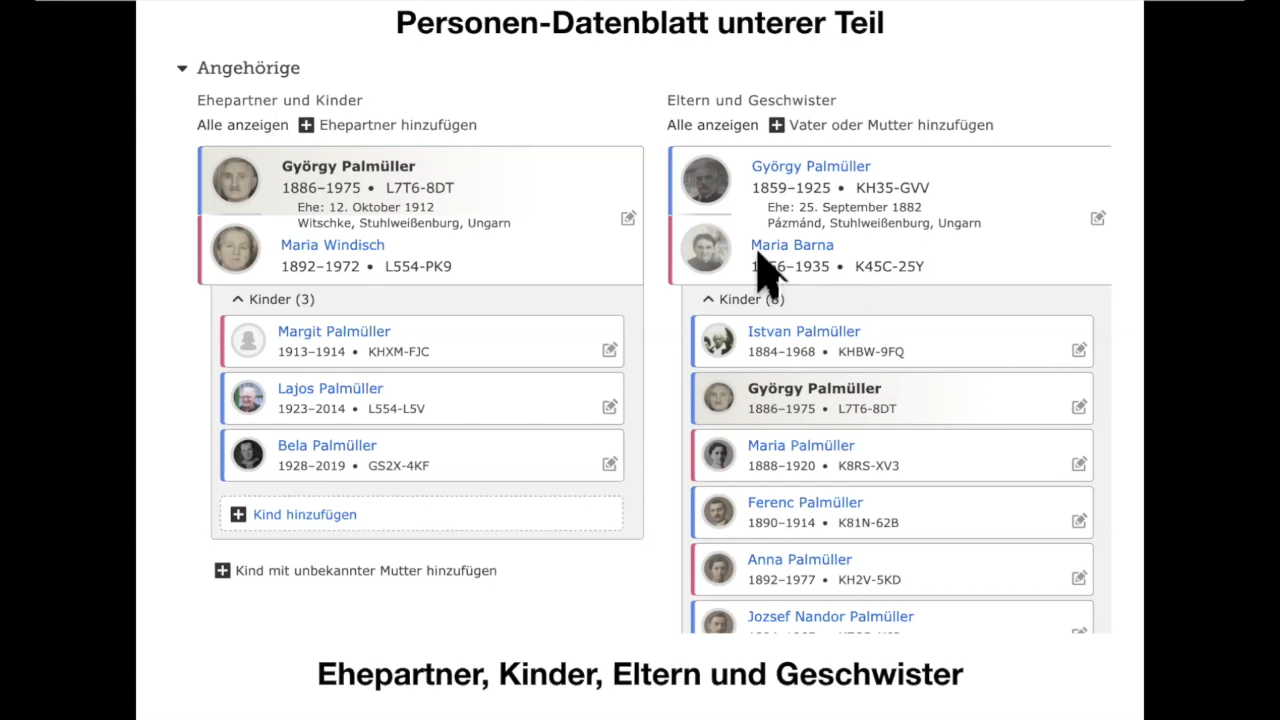 Personen-Datenblatt unterer Teil
Angehörige
Ehepartner und Kinder
Alle anzeigen Ehepartner hinzufügen
György Palmüller
1886–1975 • L7T6-8DT
Ehe: 12. Oktober 1912
Witschke, Stuhlweißenburg, Ungarn
Maria Windisch
1892–1972 • L554-PK9
Kinder (3)
Margit Palmüller
1913–1914 • KHXM-FJC
Lajos Palmüller
1923–2014 • L554-L5V
Bela Palmüller
1928–2019 • GS2X-4KF
Kind hinzufügen
Kind mit unbekannter Mutter hinzufügen
Eltern und Geschwister
Alle anzeigen Vater oder Mutter hinzufügen
György Palmüller
1859–1925 • KH35-GVV
Ehe: 25. September 1882
Pázmánd, Stuhlweißenburg, Ungarn
Maria Barna
–1935 • K45C-25Y
Kinder
Istvan Palmüller
1884–1968 • KHBW-9FQ
György Palmüller
1886–1975 • L7T6-8DT
Maria Palmüller
1888–1920 • K8RS-XV3
Ferenc Palmüller
1890–1914 • K81N-62B
Anna Palmüller
1892–1977 • KH2V-5KD
Jozsef Nandor Palmüller
Ehepartner, Kinder, Eltern und Geschwister